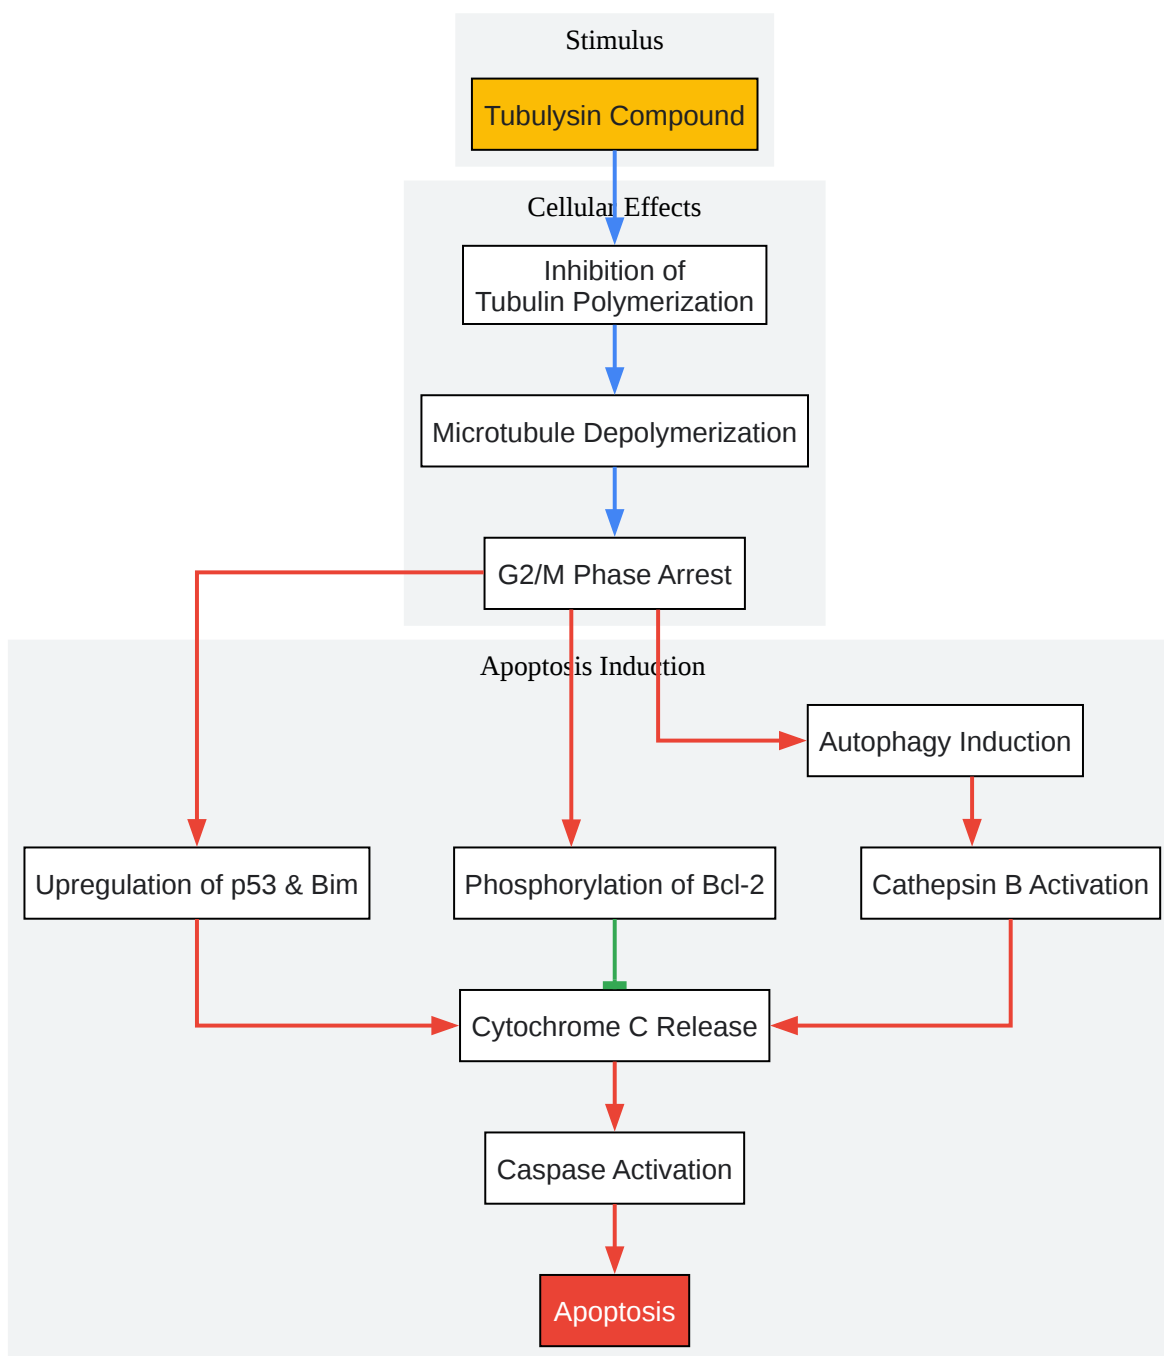 Stimulus
Tubulysin Compound
Cellular Effects
Inhibition of
Tubulin Polymerization
Microtubule Depolymerization
G2/M Phase Arrest
Apoptosis Induction
Autophagy Induction
Upregulation of p53 & Bim
Phosphorylation of Bcl-2
Cathepsin B Activation
Cytochrome C Release
Caspase Activation
Apoptosis